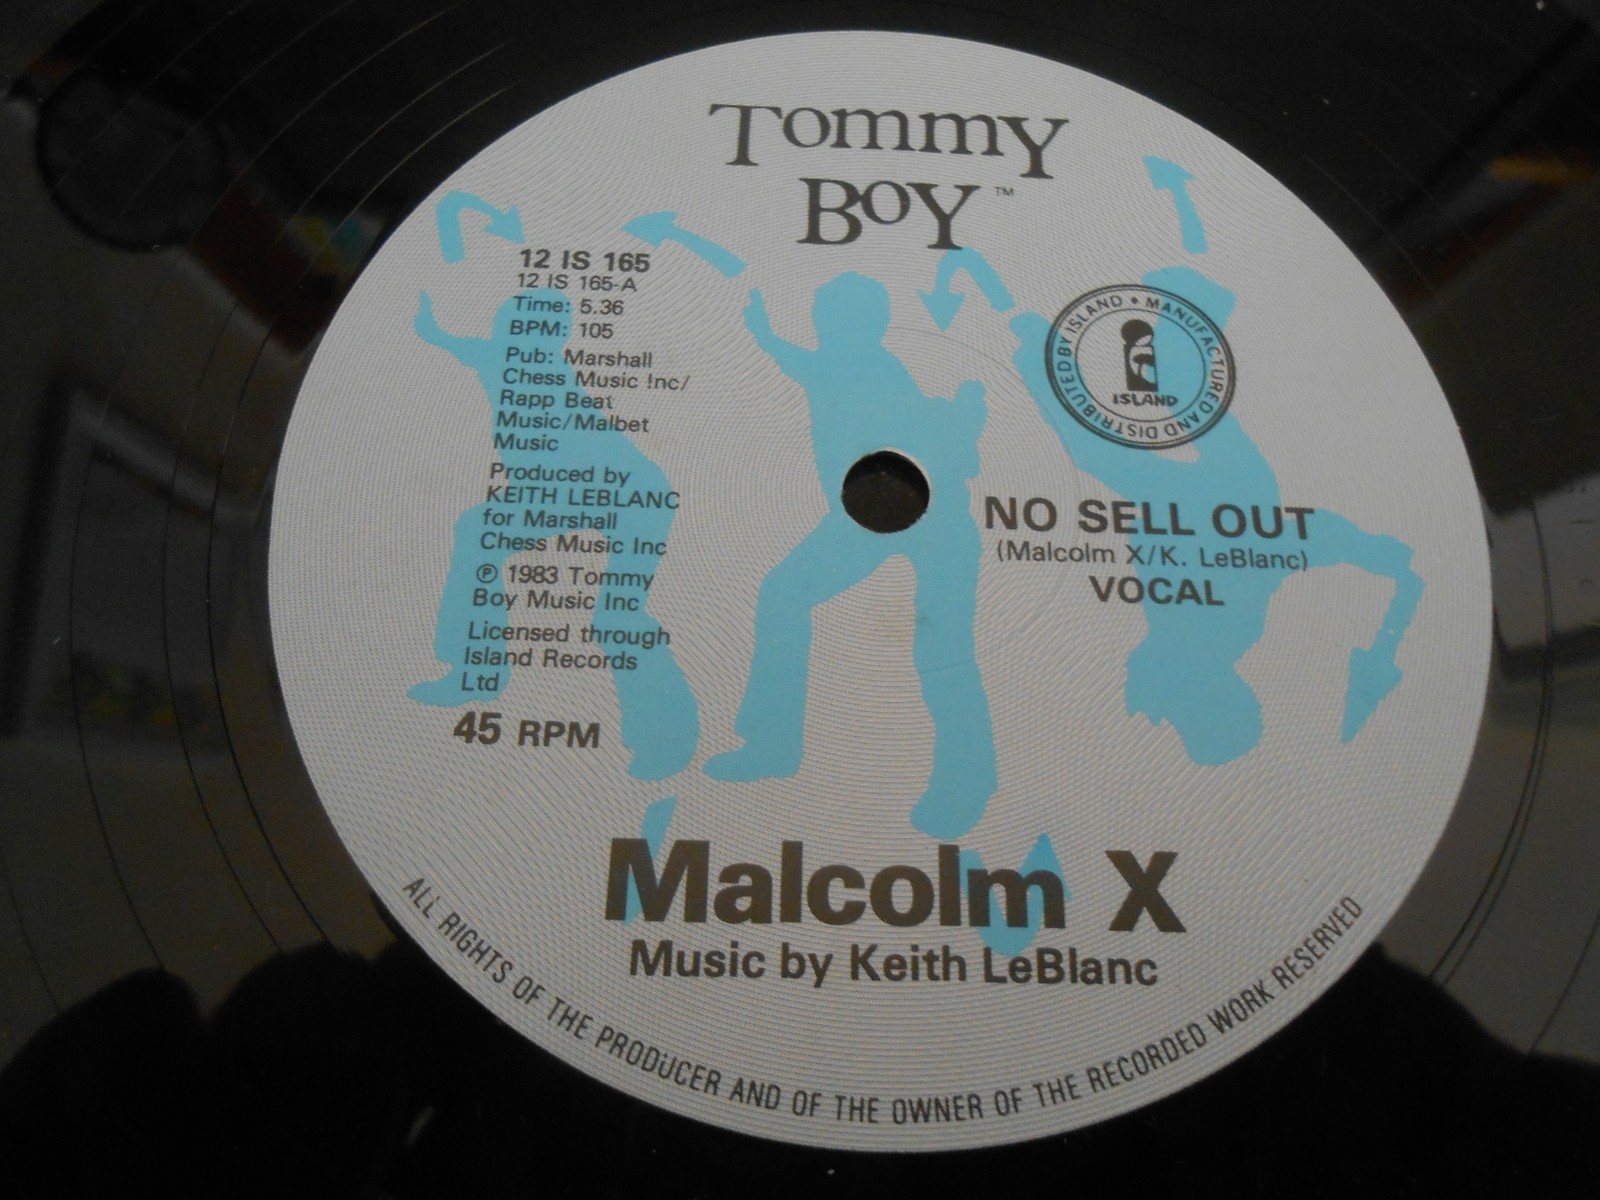 Tommy
Boy™
12 IS 165
12 IS 165-A
Time: 5.36
BPM: 105
Pub: Marshall
Chess Music Inc/
Rapp Beat
Music/Malbet
Music
Produced by
KEITH LEBLANC
for Marshall
Chess Music Inc
℗ 1983 Tommy
Boy Music Inc
Licensed through
Island Records
Ltd
45 RPM
MANUFACTURED AND DISTRIBUTED BY ISLAND •
ISLAND
NO SELL OUT
(Malcolm X/K. LeBlanc)
VOCAL
Malcolm X
Music by Keith LeBlanc
ALL RIGHTS OF THE PRODUCER AND OF THE OWNER OF THE RECORDED WORK RESERVED